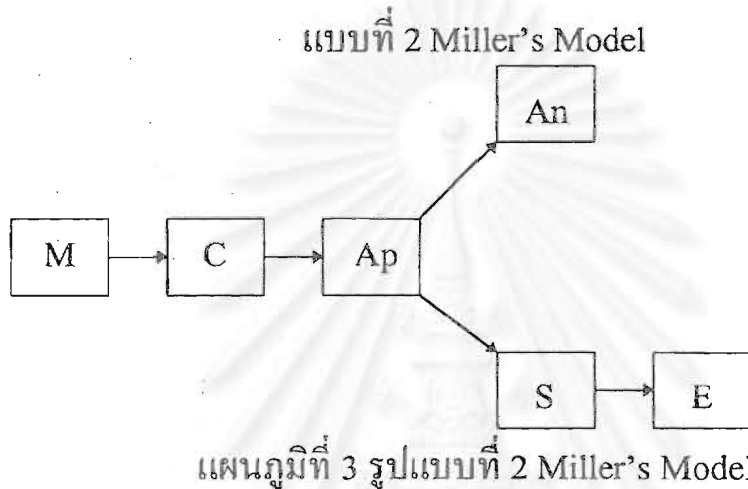 แบบที่ 2 Miller's Model
An
M C Ap
S E
แผนภูมิที่ 3 รูปแบบที่ 2 Miller's Model